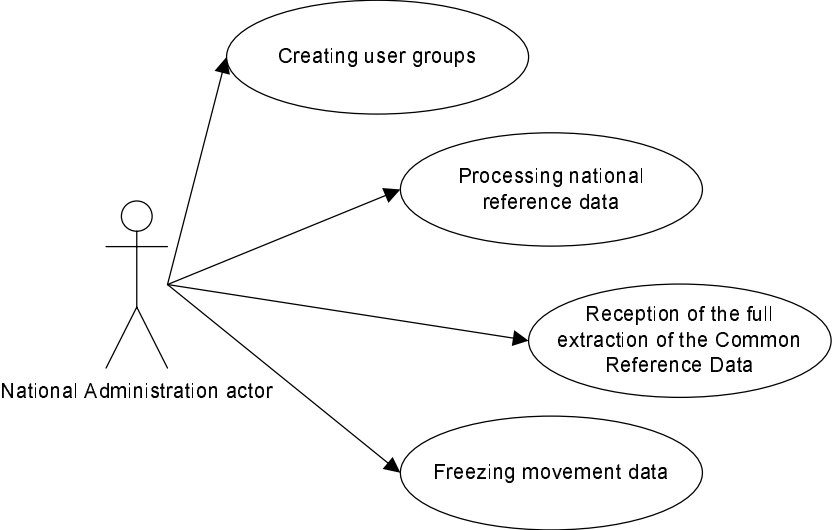 Creating user groups
Processing national
reference data
Reception of the full
extraction of the Common
Reference Data
National Administration actor
Freezing movement data